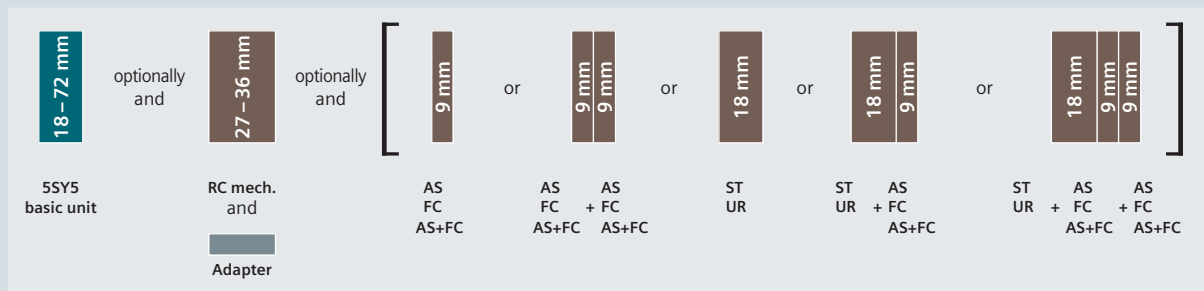 18 – 72 mm
optionally
and
27 – 36 mm
optionally
and
9 mm
or
9 mm
9 mm
or
18 mm
or
18 mm
9 mm
or
18 mm
9 mm
9 mm
5SY5
basic unit
RC mech.
and
Adapter
AS
FC
AS+FC
AS AS
FC + FC
AS+FC AS+FC
ST
UR
ST AS
UR + FC
AS+FC
ST AS AS
UR + FC + FC
AS+FC AS+FC